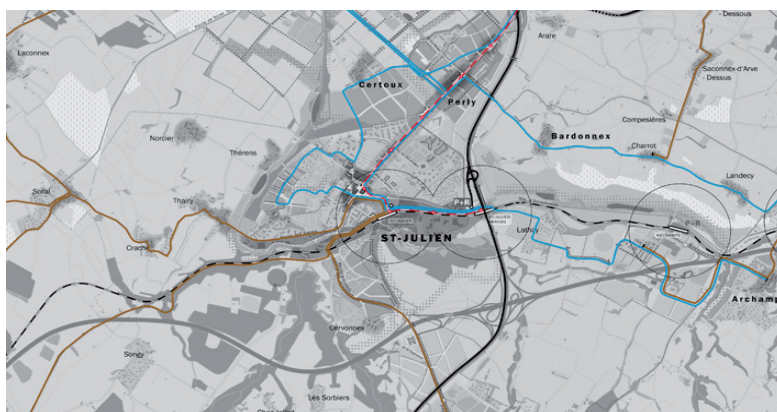 - Dessous
Arare
Laconnex
Saconnex-d'Arve
- Dessus
Certoux
Perly
Compesières
Bardonnex
Norcier
Charrot
Thérens
Landecy
Soral
Thairy
P+R
P+R
ST-JULIEN
Lathoy
Crache
Archamp
Cervonnex
Songy
Les Sorbiers